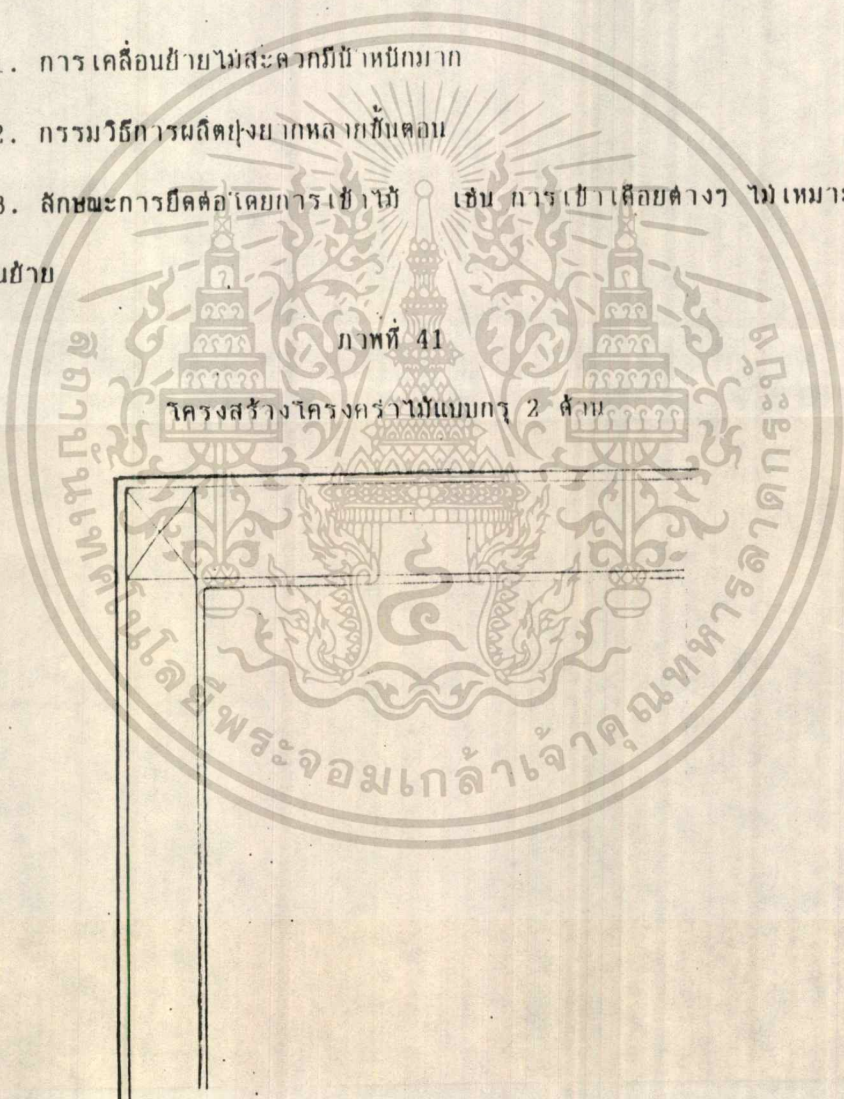 1. การเคลื่อนย้ายไม่สะดวกมีน้ำหนักมาก
2. กรรมวิธีการผลิตยุ่งยากหลายขั้นตอน
3. ลักษณะการยึดต่อโดยการเข้าไม้ เช่น การเข้าเดือยต่างๆ ไม่เหมาะ
นย้าย
ภาพที่ 41
โครงสร้างโครงคร่าวไม้แบบกรุ 2 ด้าน
สถาบันเทคโนโลยีพระจอมเกล้าเจ้าคุณทหารลาดกระบัง